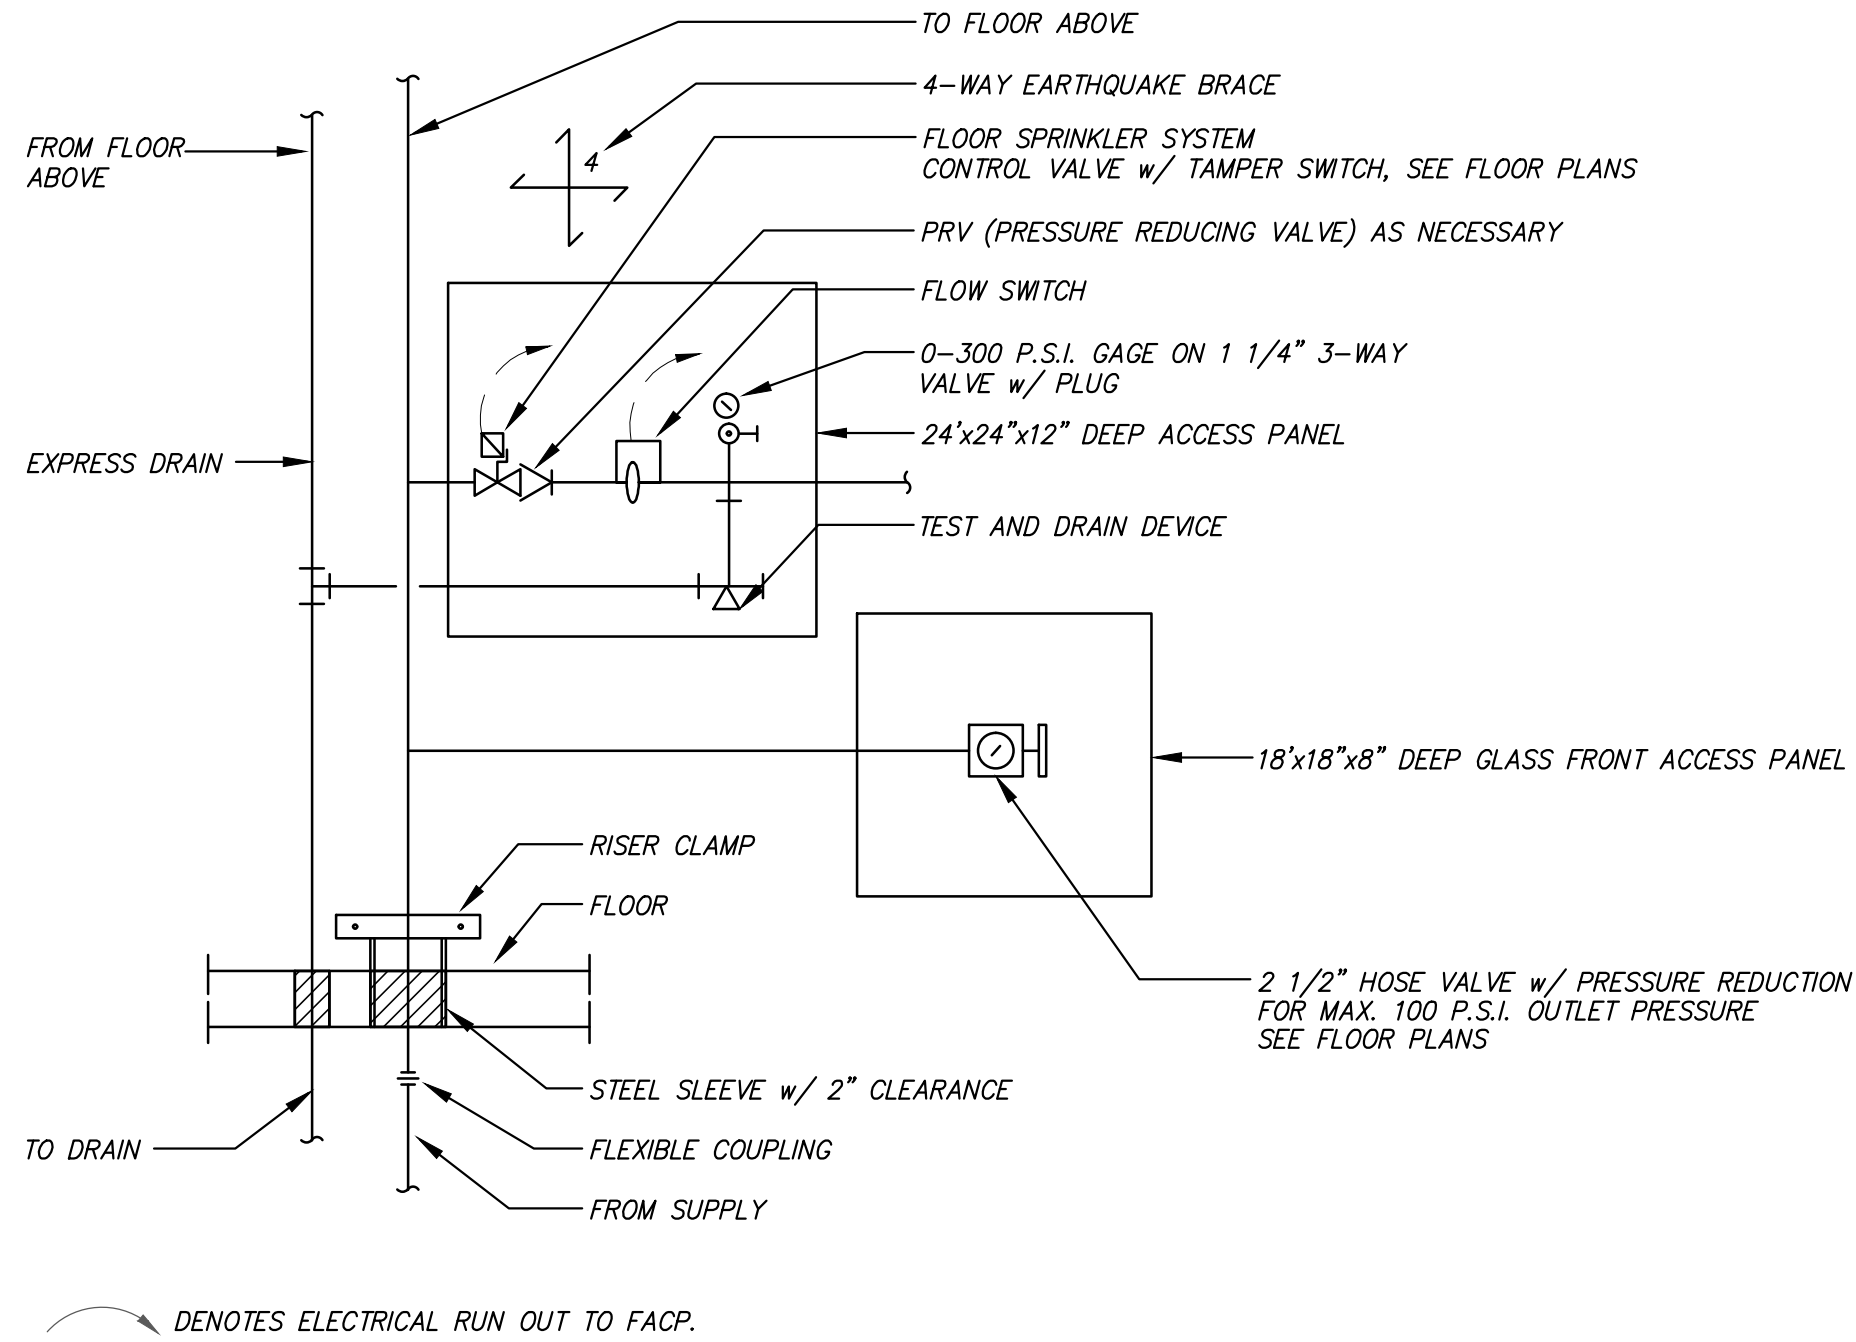 TO FLOOR ABOVE
4-WAY EARTHQUAKE BRACE
4
FLOOR SPRINKLER SYSTEM
CONTROL VALVE w/ TAMPER SWITCH, SEE FLOOR PLANS
FROM FLOOR
ABOVE
PRV (PRESSURE REDUCING VALVE) AS NECESSARY
FLOW SWITCH
0-300 P.S.I. GAGE ON 1 1/4" 3-WAY
VALVE w/ PLUG
24'x24"x12" DEEP ACCESS PANEL
EXPRESS DRAIN
TEST AND DRAIN DEVICE
18'x18"x8" DEEP GLASS FRONT ACCESS PANEL
RISER CLAMP
FLOOR
2 1/2" HOSE VALVE w/ PRESSURE REDUCTION
FOR MAX. 100 P.S.I. OUTLET PRESSURE
SEE FLOOR PLANS
STEEL SLEEVE w/ 2" CLEARANCE
TO DRAIN
FLEXIBLE COUPLING
FROM SUPPLY
DENOTES ELECTRICAL RUN OUT TO FACP.